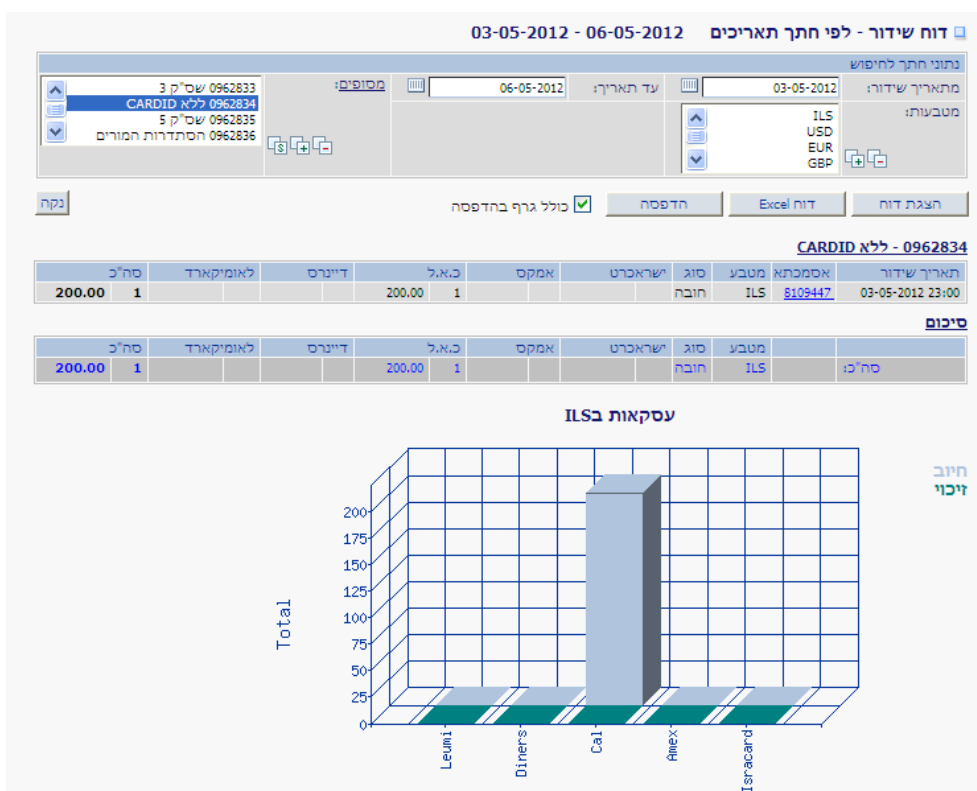 דוח שידור - לפי חתך תאריכים 03-05-2012 - 06-05-2012
נתוני חתך לחיפוש
מתאריך שידור: 03-05-2012 עד תאריך: 06-05-2012 מסופים:
0962833 שס"ק 3
0962834 ללא CARDID
0962835 שס"ק 5
0962836 הסתדרות המורים
מטבעות:
ILS
USD
EUR
GBP
הצגת דוח דוח Excel הדפסה כולל גרף בהדפסה נקה
0962834 - ללא CARDID
תאריך שידור אסמכתא מטבע סוג ישראכרט אמקס כ.א.ל דיינרס לאומיקארד סה"כ
03-05-2012 23:00 8109447 ILS חובה 1 200.00 1 200.00
סיכום
מטבע סוג ישראכרט אמקס כ.א.ל דיינרס לאומיקארד סה"כ
סה"כ: ILS חובה 1 200.00 1 200.00
עסקאות בILS
חיוב
זיכוי
Total
200
175
150
125
100
75
50
25
0
Leumi
Diners
Cal
Amex
Isracard